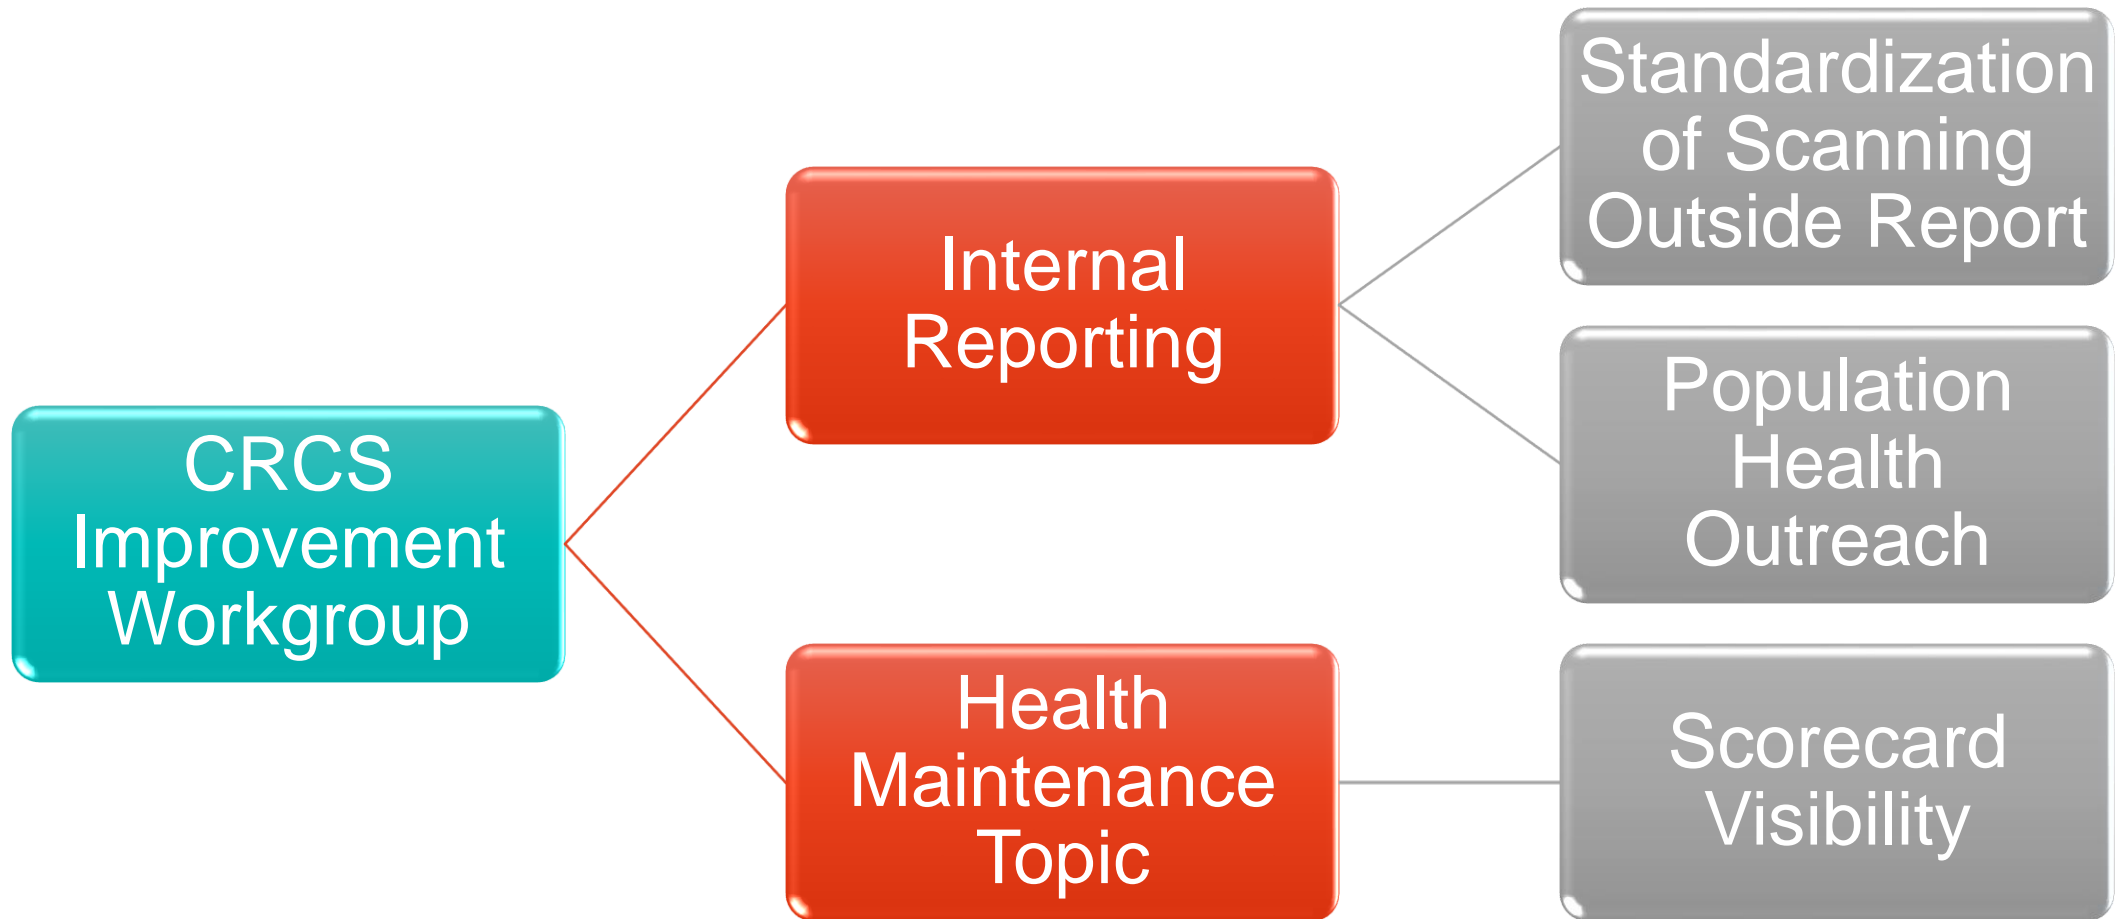 CRCS
Improvement
Workgroup
Internal
Reporting
Health
Maintenance
Topic
Standardization
of Scanning
Outside Report
Population
Health
Outreach
Scorecard
Visibility